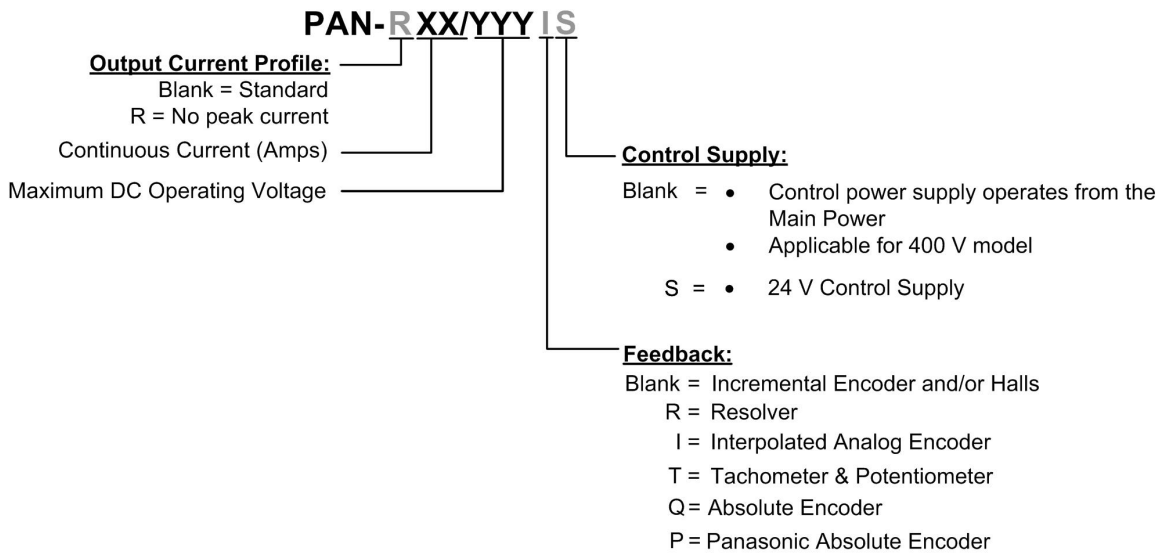 PAN-RXX/YYYIS
Output Current Profile:
Blank = Standard
R = No peak current
Continuous Current (Amps)
Maximum DC Operating Voltage
Control Supply:
Blank = • Control power supply operates from the
Main Power
• Applicable for 400 V model
S = • 24 V Control Supply
Feedback:
Blank = Incremental Encoder and/or Halls
R = Resolver
I = Interpolated Analog Encoder
T = Tachometer & Potentiometer
Q = Absolute Encoder
P = Panasonic Absolute Encoder